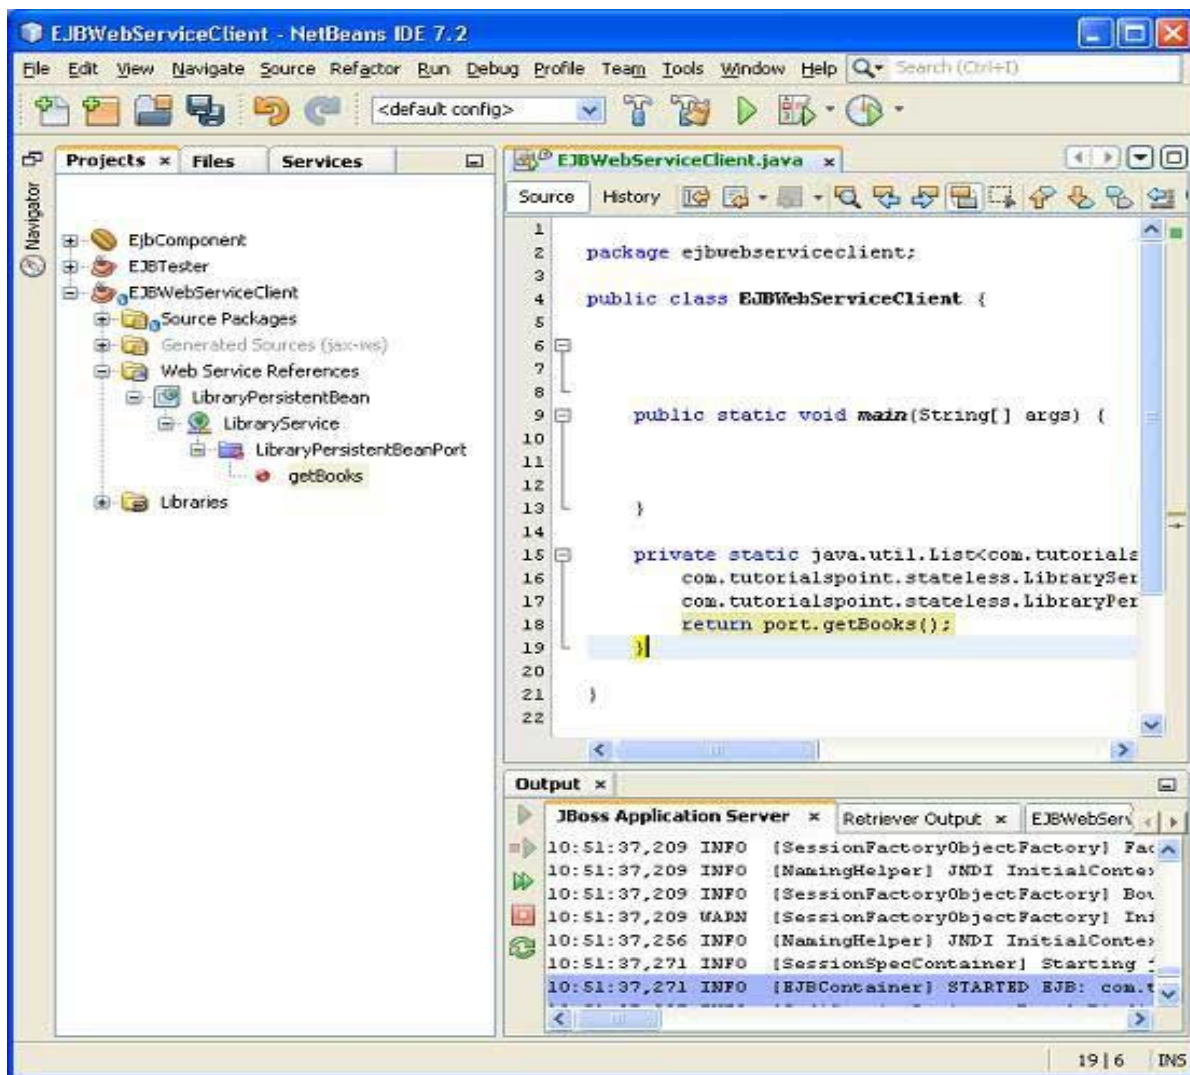 EJBWebServiceClient - NetBeans IDE 7.2
File Edit View Navigate Source Refactor Run Debug Profile Team Tools Window Help Search (Ctrl+I)
<default config>
Projects Files Services
Navigator
EjbComponent
EJBTester
EJBWebServiceClient
Source Packages
Generated Sources (jax-ws)
Web Service References
LibraryPersistentBean
LibraryService
LibraryPersistentBeanPort
getBooks
Libraries
EJBWebServiceClient.java
Source History
1
2 package ejbwebserviceclient;
3
4 public class EJBWebServiceClient {
5
6
7
8
9 public static void main(String[] args) {
10
11
12
13 }
14
15 private static java.util.List<com.tutorials
16 com.tutorialspoint.stateless.LibrarySer
17 com.tutorialspoint.stateless.LibraryPer
18 return port.getBooks();
19 }
20
21 }
22
Output
JBoss Application Server Retriever Output EJBWebServ
10:51:37,209 INFO [SessionFactoryObjectFactory] Fac
10:51:37,209 INFO [NamingHelper] JNDI InitialContex
10:51:37,209 INFO [SessionFactoryObjectFactory] Bou
10:51:37,209 WARN [SessionFactoryObjectFactory] Ini
10:51:37,256 INFO [NamingHelper] JNDI InitialContex
10:51:37,271 INFO [SessionSpecContainer] Starting
10:51:37,271 INFO [EJBContainer] STARTED EJB: com.t
19 | 6 INS